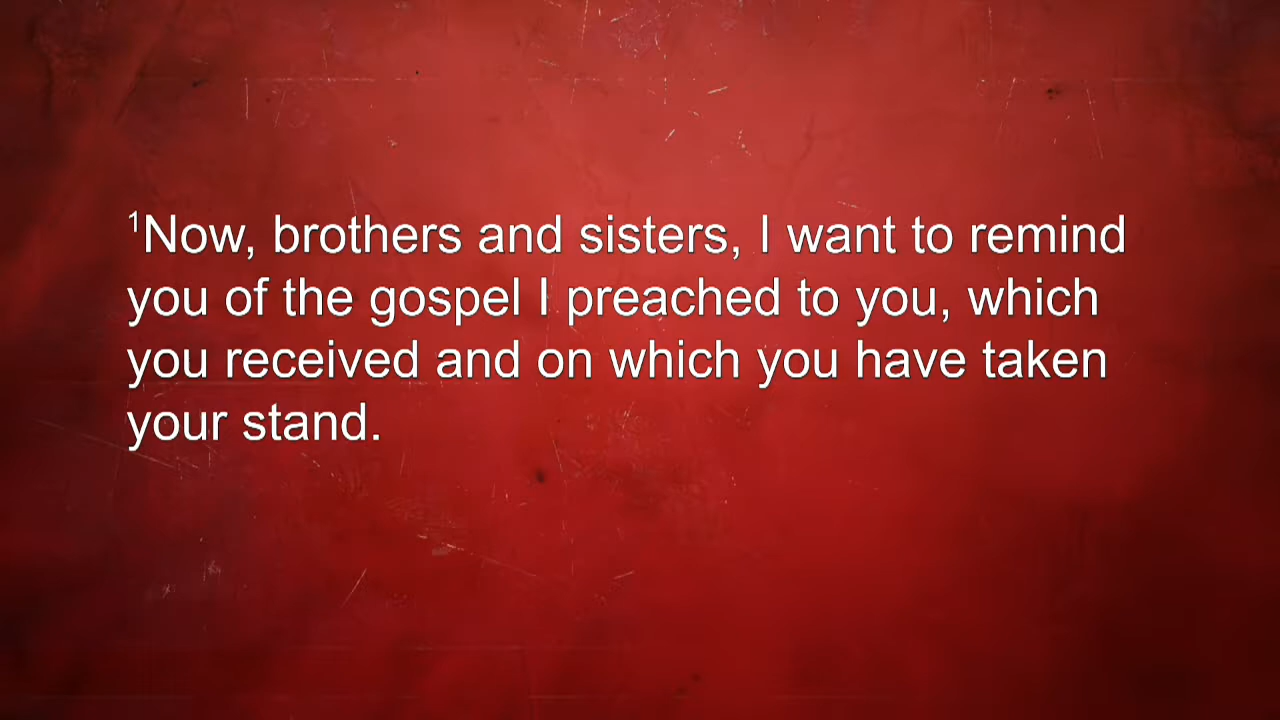 ¹Now, brothers and sisters, I want to remind
you of the gospel I preached to you, which
you received and on which you have taken
your stand.